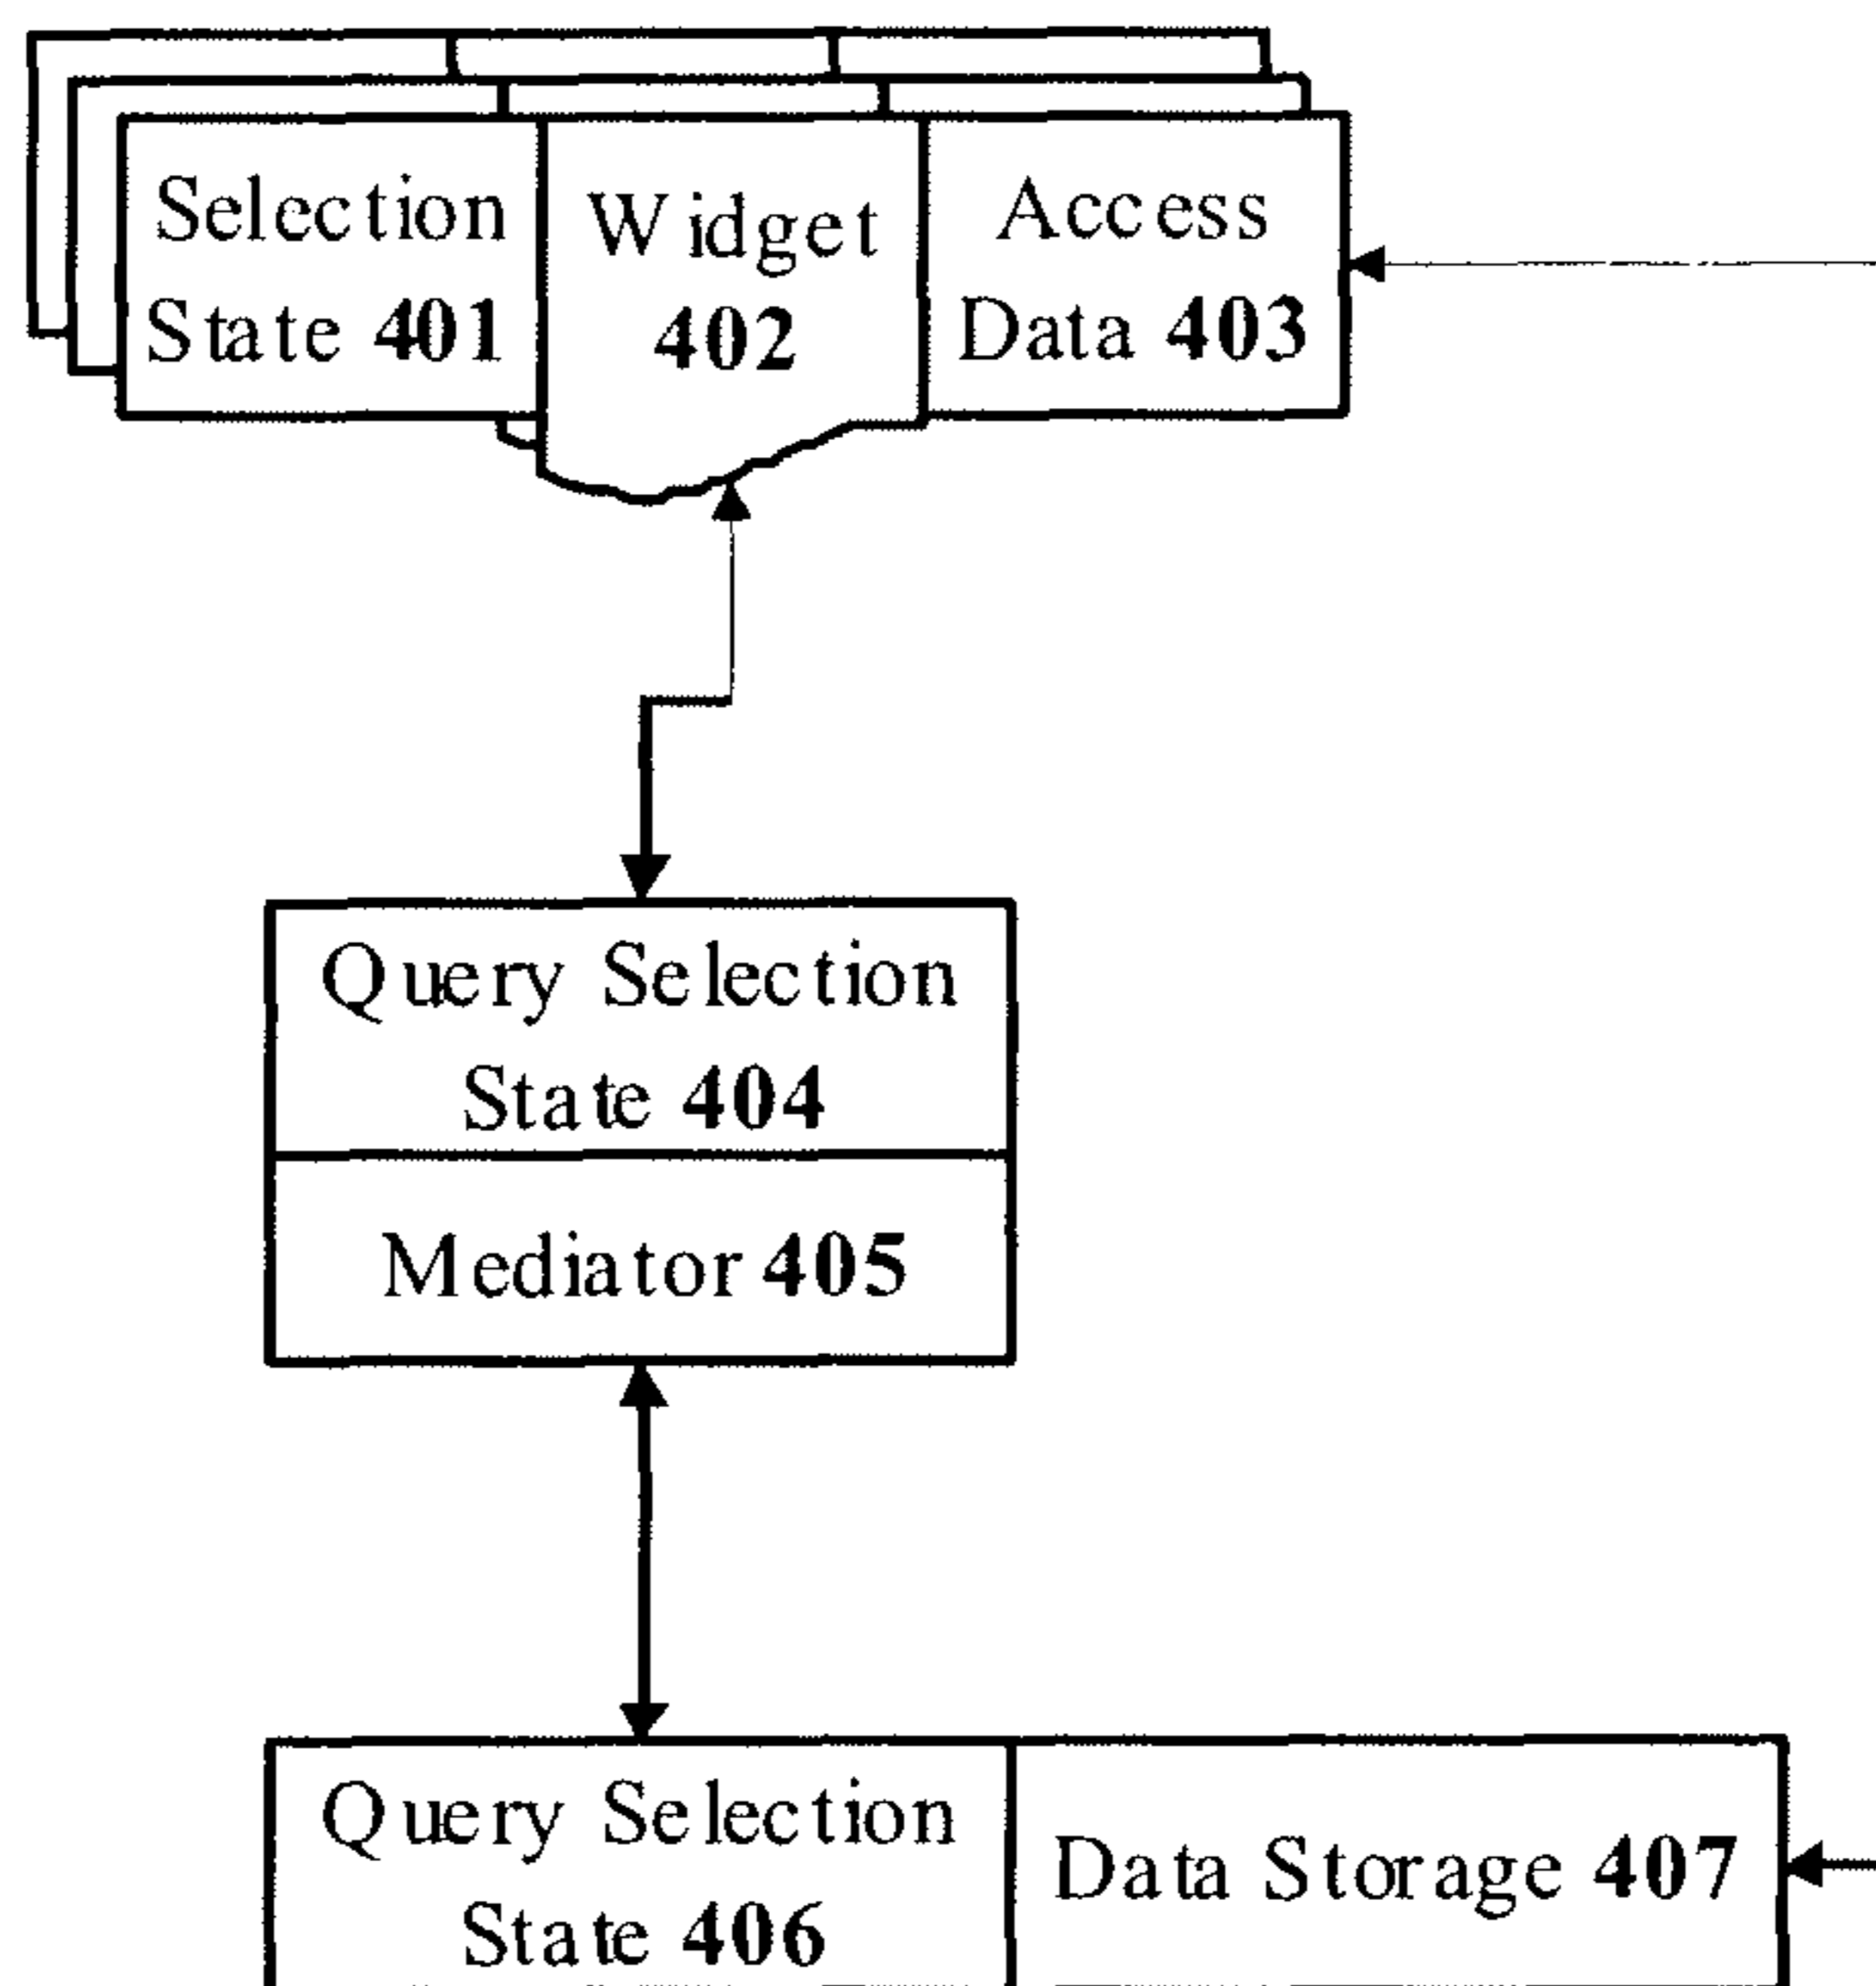 Selection
State 401
Widget
402
Access
Data 403
Query Selection
State 404
Mediator 405
Query Selection
State 406
Data Storage 407